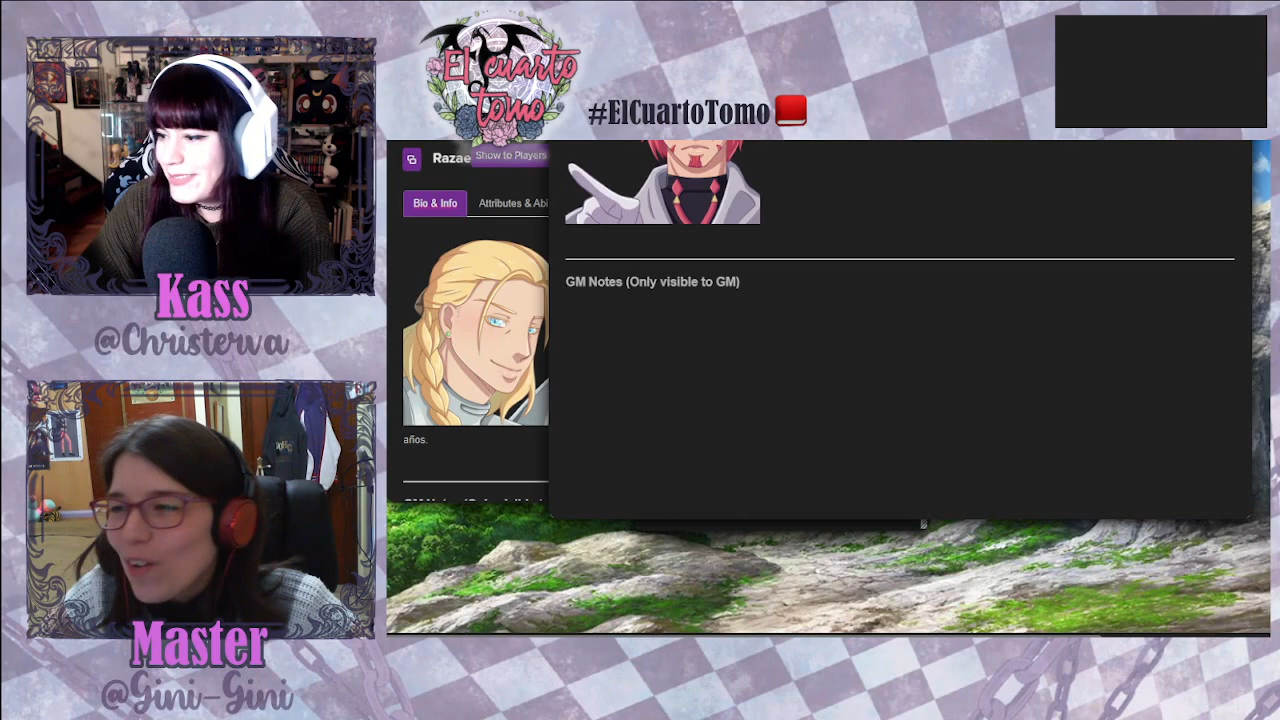 El cuarto
tomo
#ElCuartoTomo
Razae
Show to Players
Bio & Info
Attributes & Abi
años.
GM Notes (Only visible to GM)
Kass
@Christerva
Master
@Gini-Gini